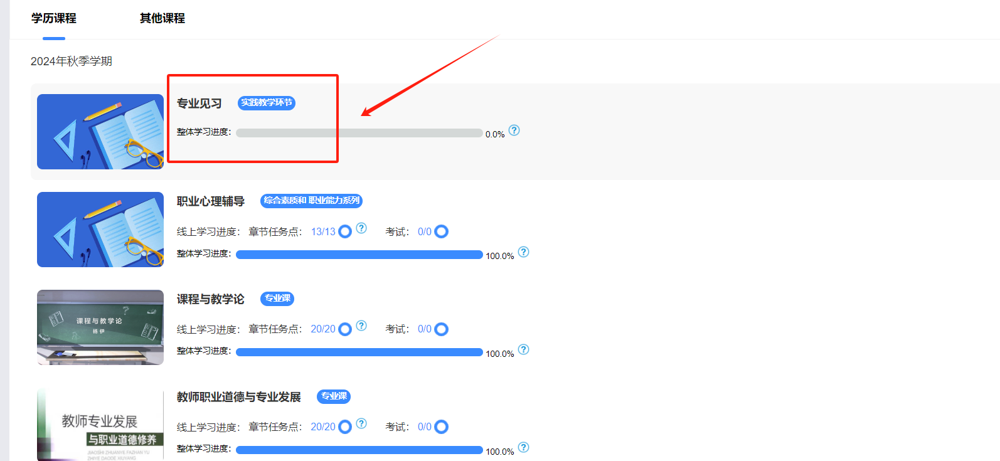 学历课程 其他课程
2024年秋季学期
专业见习 实践教学环节
整体学习进度： 0.0% ?
职业心理辅导 综合素质和 职业能力系列
线上学习进度： 章节任务点： 13/13 ? 考试： 0/0
整体学习进度： 100.0% ?
课程与教学论
杨 伊
课程与教学论 专业课
线上学习进度： 章节任务点： 20/20 ? 考试： 0/0
整体学习进度： 100.0% ?
教师专业发展
与职业道德修养
JIAOSHI ZHUANYE FAZHAN YU
ZHIYE DAODE XIUYANG
教师职业道德与专业发展 专业课
线上学习进度： 章节任务点： 20/20 ? 考试： 0/0
整体学习进度： 100.0% ?